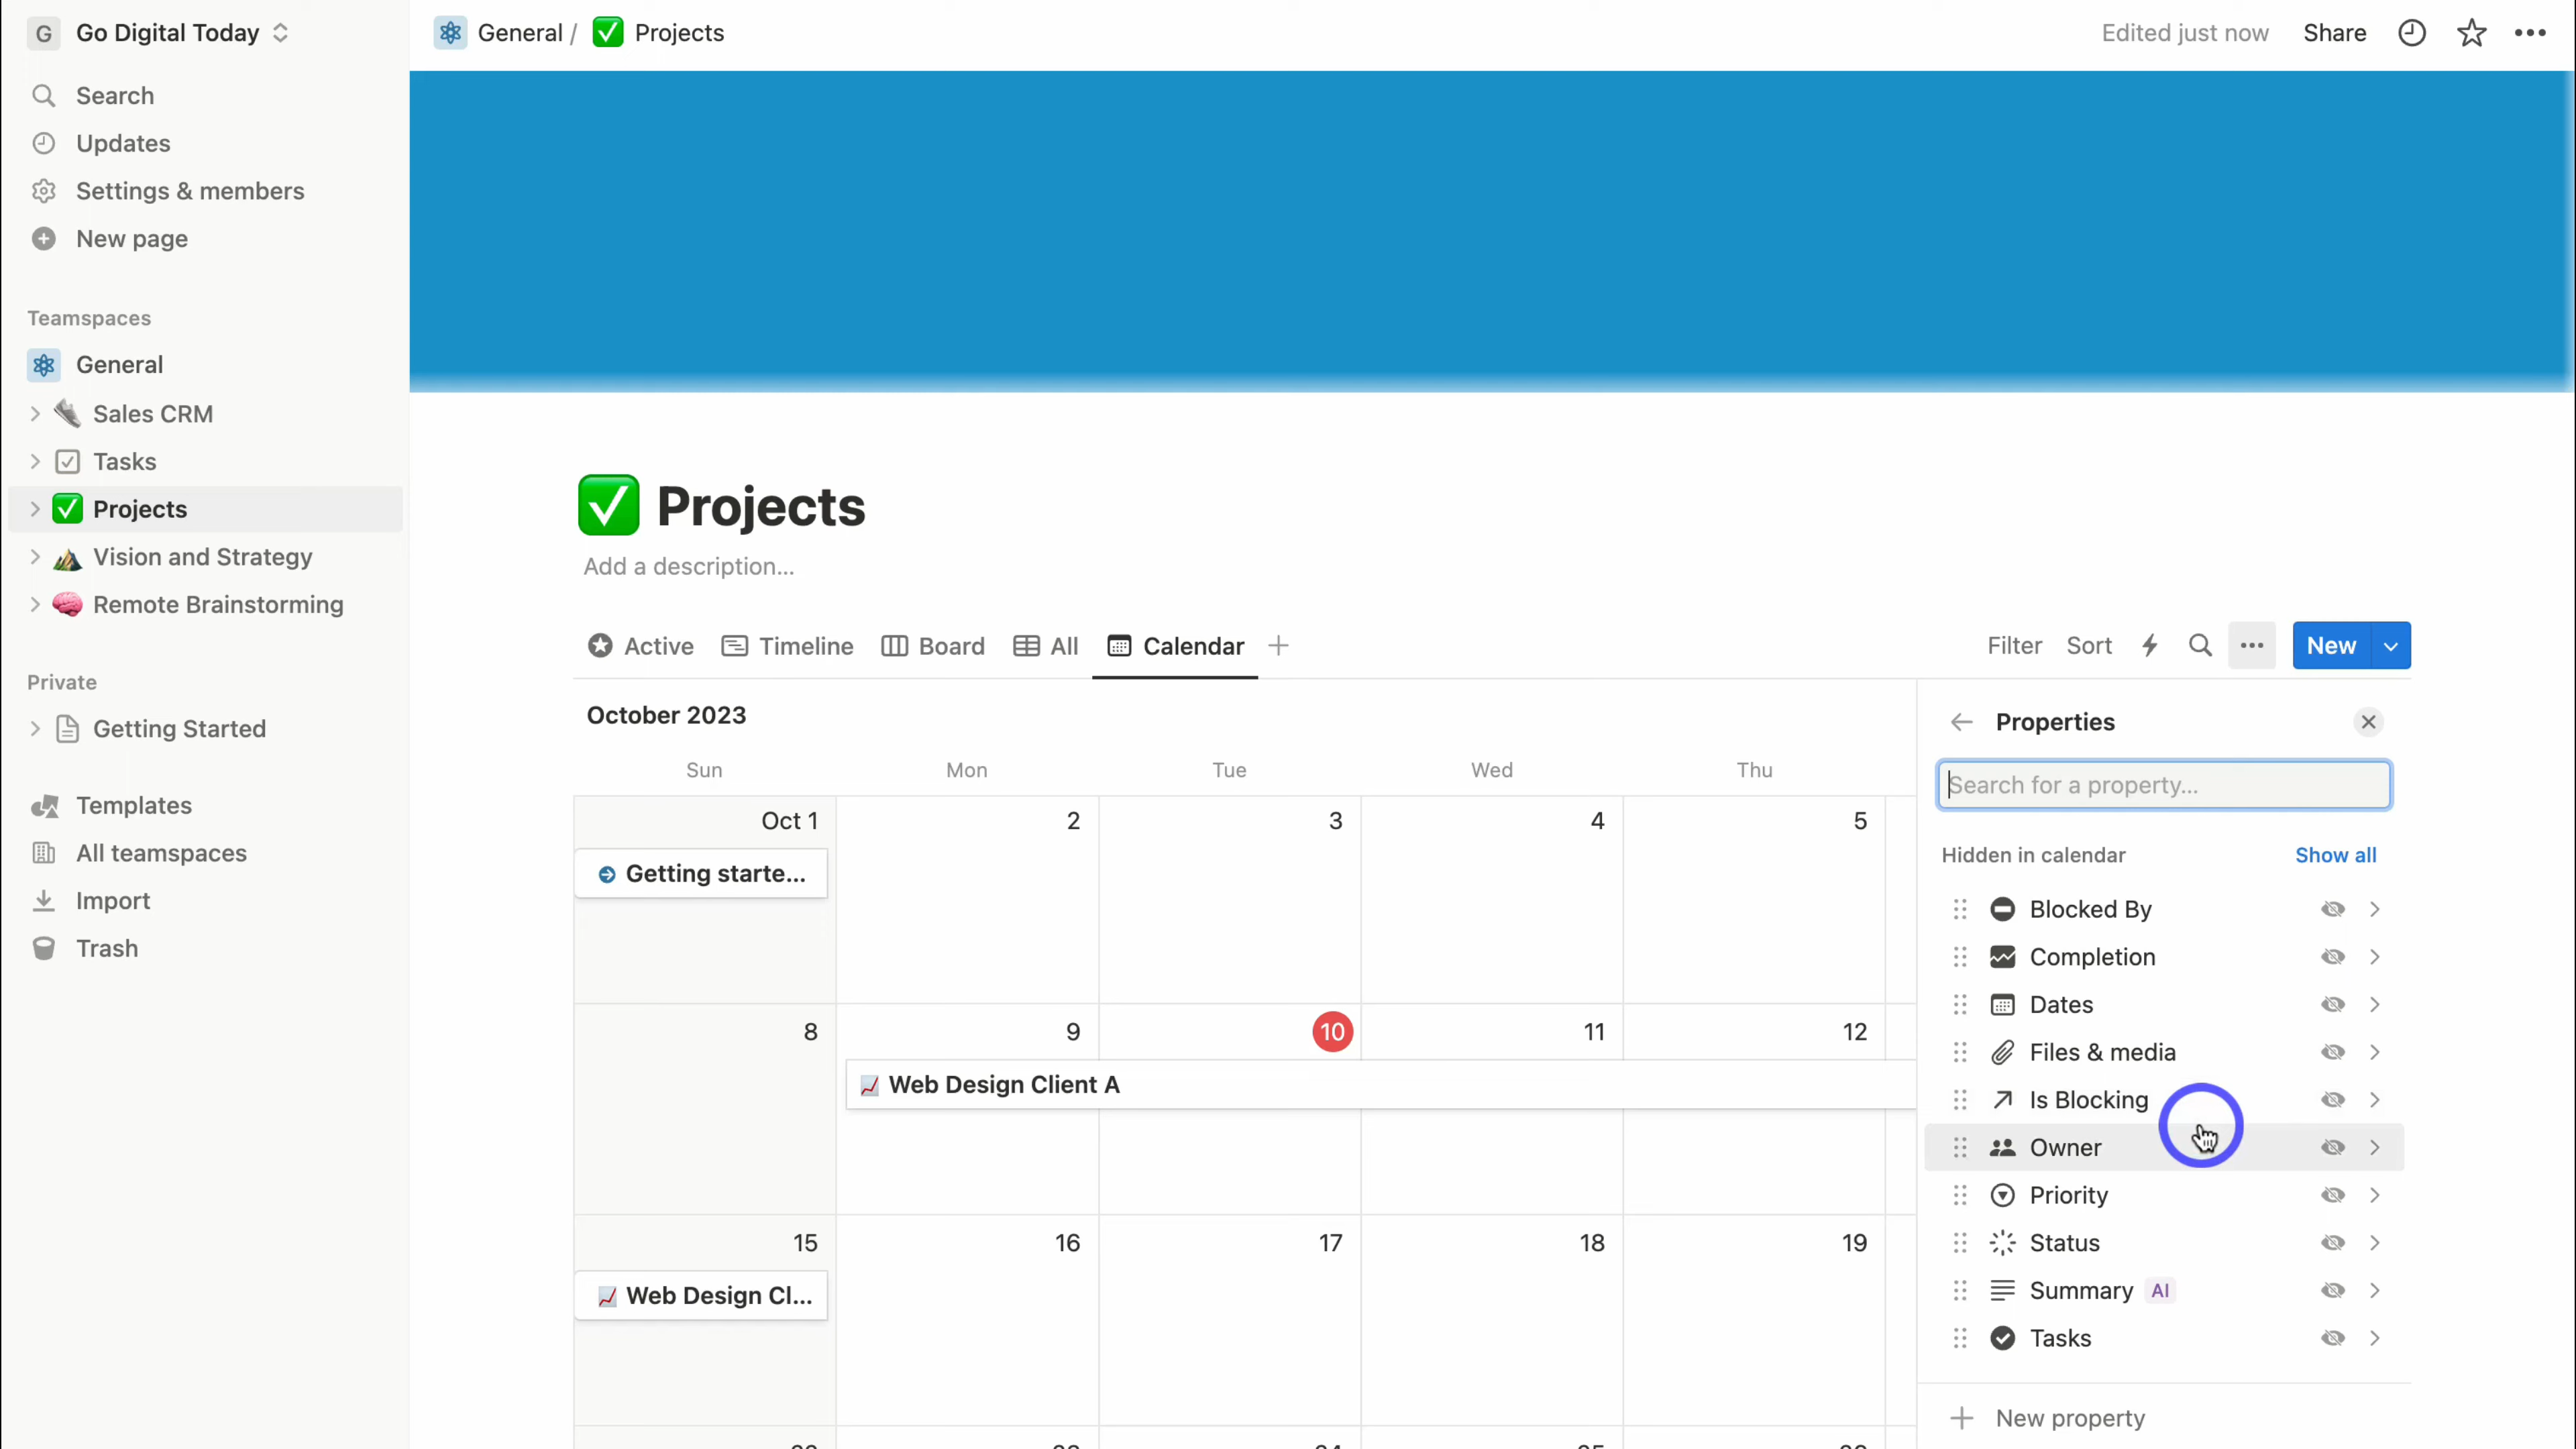 G Go Digital Today
General / Projects
Edited just now Share
Search
Updates
Settings & members
New page
Teamspaces
General
Sales CRM
Tasks
Projects
Vision and Strategy
Remote Brainstorming
Private
Getting Started
Templates
All teamspaces
Import
Trash
Projects
Add a description...
Active Timeline Board All Calendar
Filter Sort New
October 2023
Sun Mon Tue Wed Thu
Oct 1 2 3 4 5
Getting starte...
8 9 10 11 12
Web Design Client A
15 16 17 18 19
Web Design Cl...
Properties
Search for a property...
Hidden in calendar Show all
Blocked By
Completion
Dates
Files & media
Is Blocking
Owner
Priority
Status
Summary AI
Tasks
New property